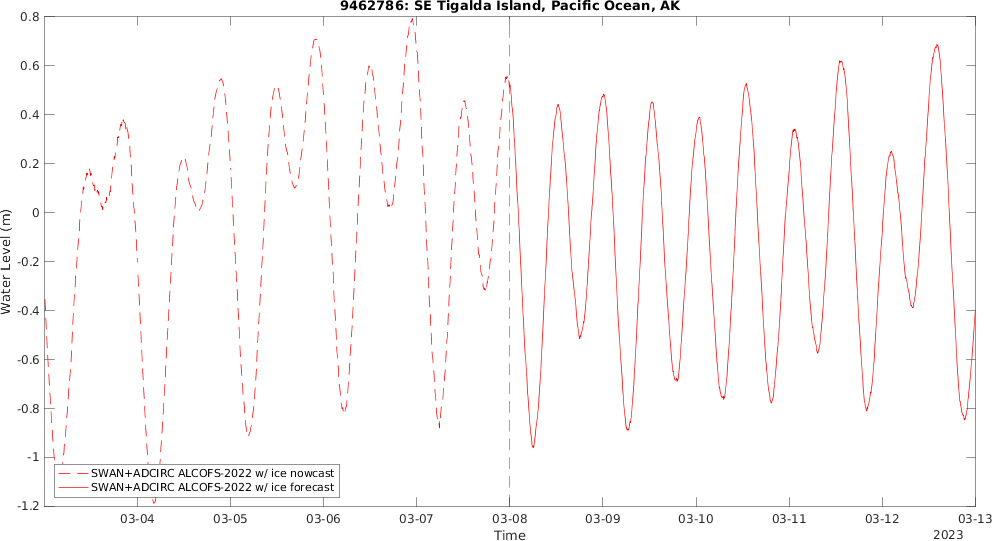 9462786: SE Tigalda Island, Pacific Ocean, AK
0.8
0.6
0.4
0.2
0
-0.2
-0.4
-0.6
-0.8
-1
-1.2
Water Level (m)
SWAN+ADCIRC ALCOFS-2022 w/ ice nowcast
SWAN+ADCIRC ALCOFS-2022 w/ ice forecast
03-04 03-05 03-06 03-07 03-08 03-09 03-10 03-11 03-12 03-13
Time
2023